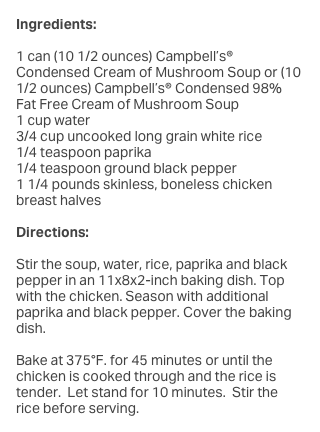 Ingredients:
1 can (10 1/2 ounces) Campbell's®
Condensed Cream of Mushroom Soup or (10
1/2 ounces) Campbell's® Condensed 98%
Fat Free Cream of Mushroom Soup
1 cup water
3/4 cup uncooked long grain white rice
1/4 teaspoon paprika
1/4 teaspoon ground black pepper
1 1/4 pounds skinless, boneless chicken
breast halves
Directions:
Stir the soup, water, rice, paprika and black
pepper in an 11x8x2-inch baking dish. Top
with the chicken. Season with additional
paprika and black pepper. Cover the baking
dish.
Bake at 375°F. for 45 minutes or until the
chicken is cooked through and the rice is
tender.  Let stand for 10 minutes.  Stir the
rice before serving.